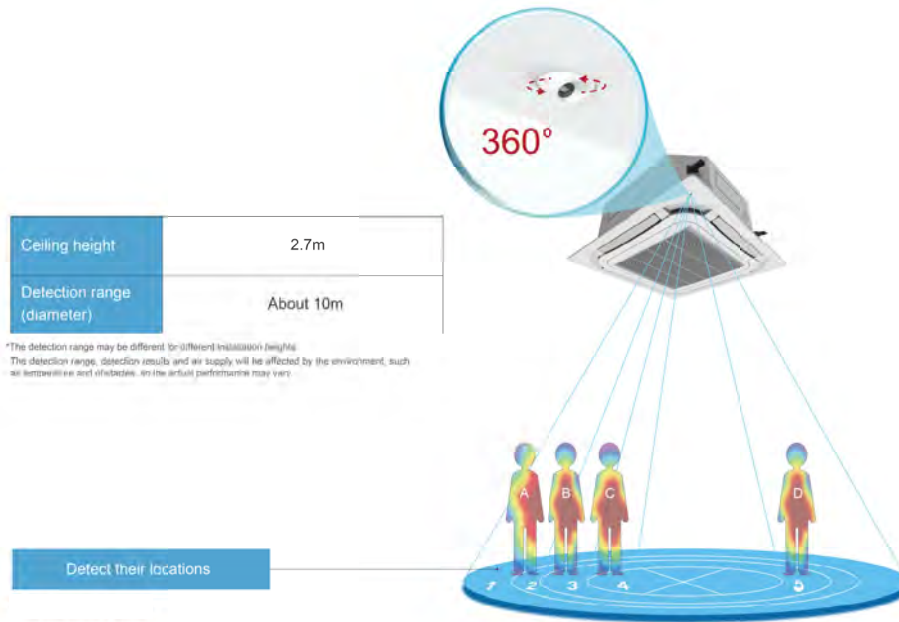 360°
Ceiling height
2.7m
Detection range
(diameter)
About 10m
*The detection range may be different for different installation heights.
The detection range, detection results and air supply will be affected by the environment, such
as temperature and obstacles, so the actual performance may vary.
A
B
C
D
Detect their locations
1
2
3
4
5